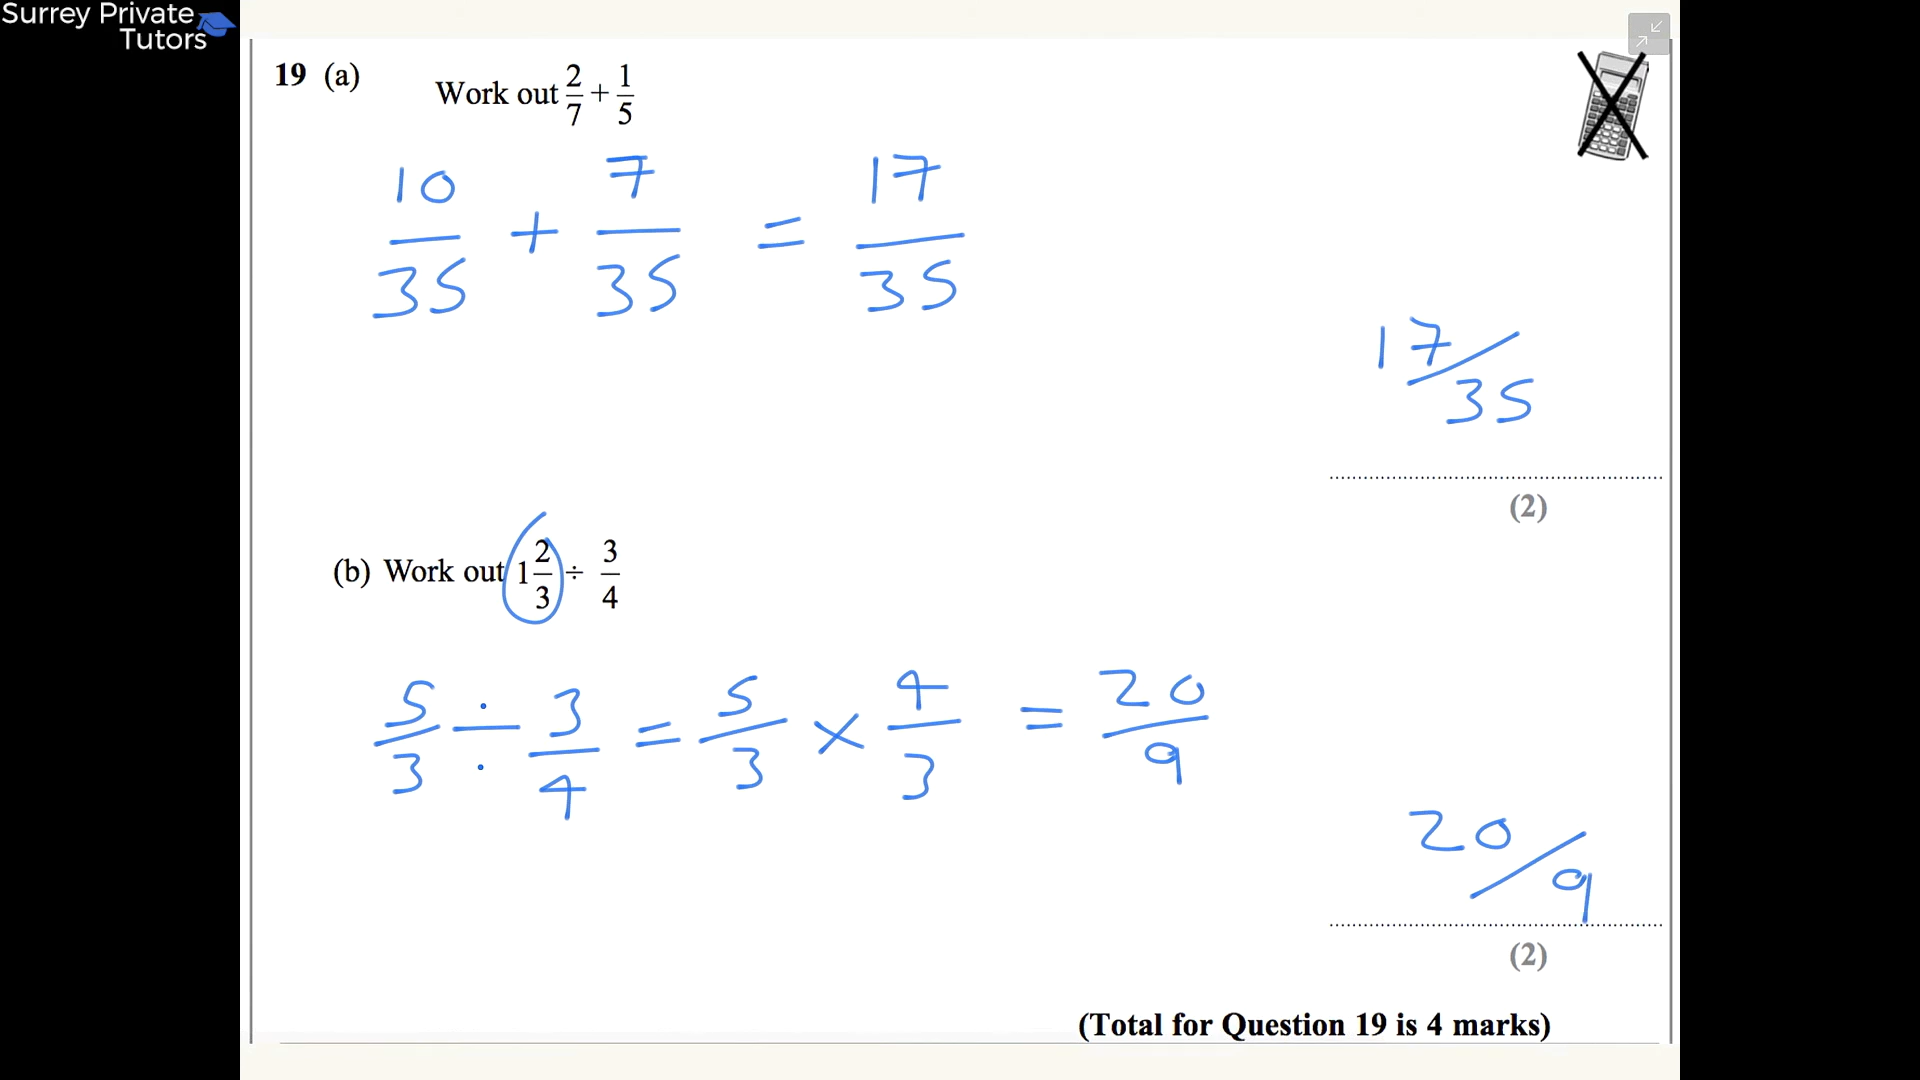 Surrey Private
Tutors
19 (a) Work out 2/7 + 1/5
10/35 + 7/35 = 17/35
17/35
(2)
(b) Work out 1 2/3 ÷ 3/4
5/3 ÷ 3/4 = 5/3 × 4/3 = 20/9
20/9
(2)
(Total for Question 19 is 4 marks)